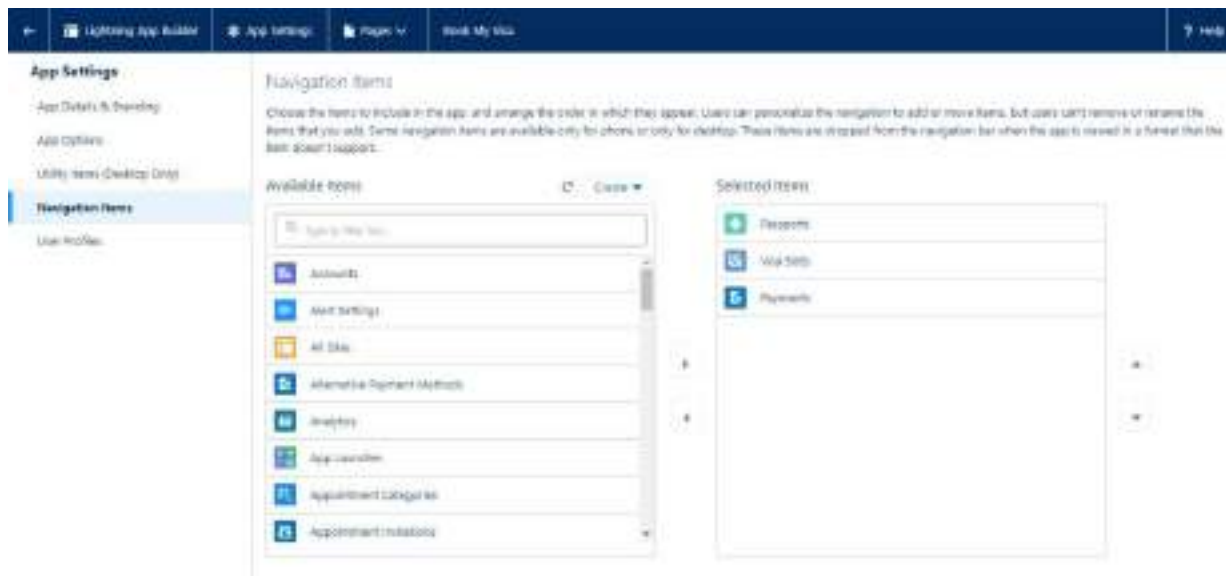 Lightning App Builder
App Settings
Pages
Book My Visa
? Help
App Settings
App Details & Branding
App Options
Utility Items (Desktop Only)
Navigation Items
User Profiles
Navigation Items
Choose the items to include in the app, and arrange the order in which they appear. Users can personalize the navigation to add or move items, but users can't remove or rename the
items that you add. Some navigation items are available only for phone or only for desktop. These items are dropped from the navigation bar when the app is viewed in a format that the
item doesn't support.
Available Items
Create
Type to filter list...
Accounts
Alert Settings
All Sites
Alternative Payment Methods
Analytics
App Launcher
Appointment Categories
Appointment Invitations
Selected Items
Passports
Visa Slots
Payments